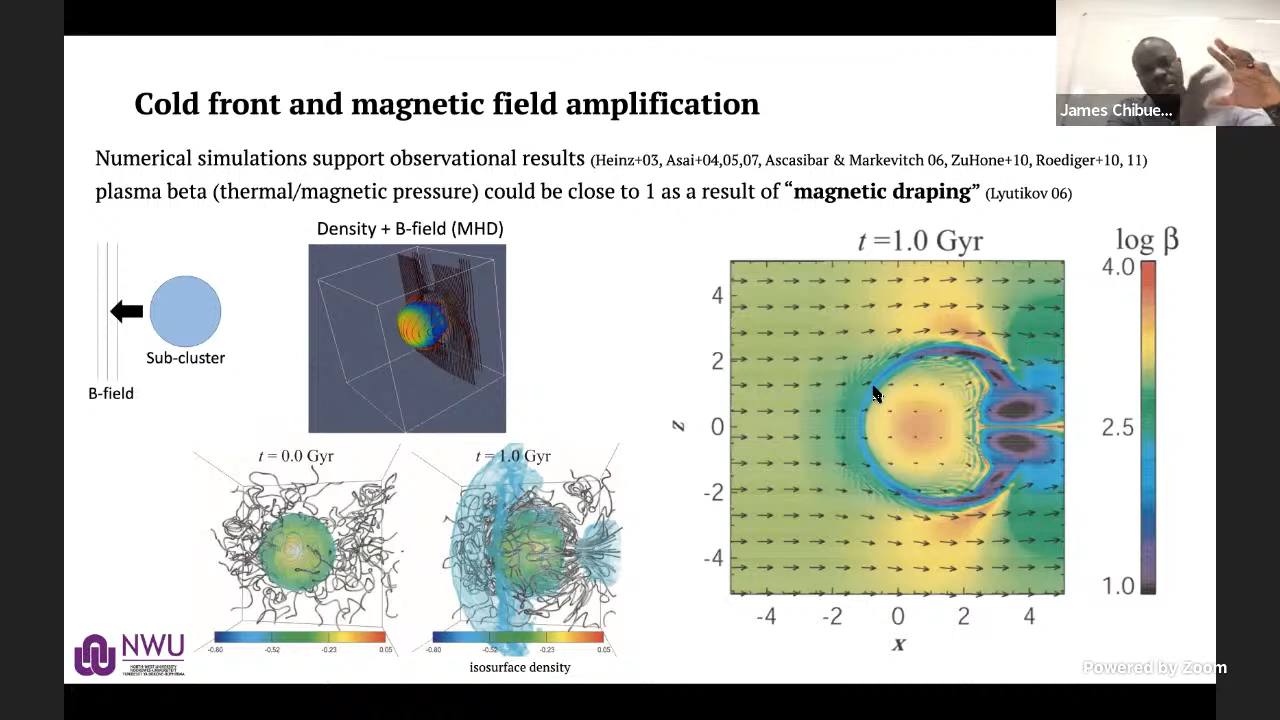 Cold front and magnetic field amplification
James Chibue...
Numerical simulations support observational results (Heinz+03, Asai+04,05,07, Ascasibar & Markevitch 06, ZuHone+10, Roediger+10, 11)
plasma beta (thermal/magnetic pressure) could be close to 1 as a result of “magnetic draping” (Lyutikov 06)
Density + B-field (MHD)
Sub-cluster
B-field
t =1.0 Gyr
log β
4.0
2.5
1.0
4
2
0
-2
-4
z
-4 -2 0 2 4
x
t = 0.0 Gyr
t = 1.0 Gyr
-0.80 -0.52 -0.23 0.05
-0.80 -0.52 -0.23 0.05
isosurface density
NWU
Powered by Zoom